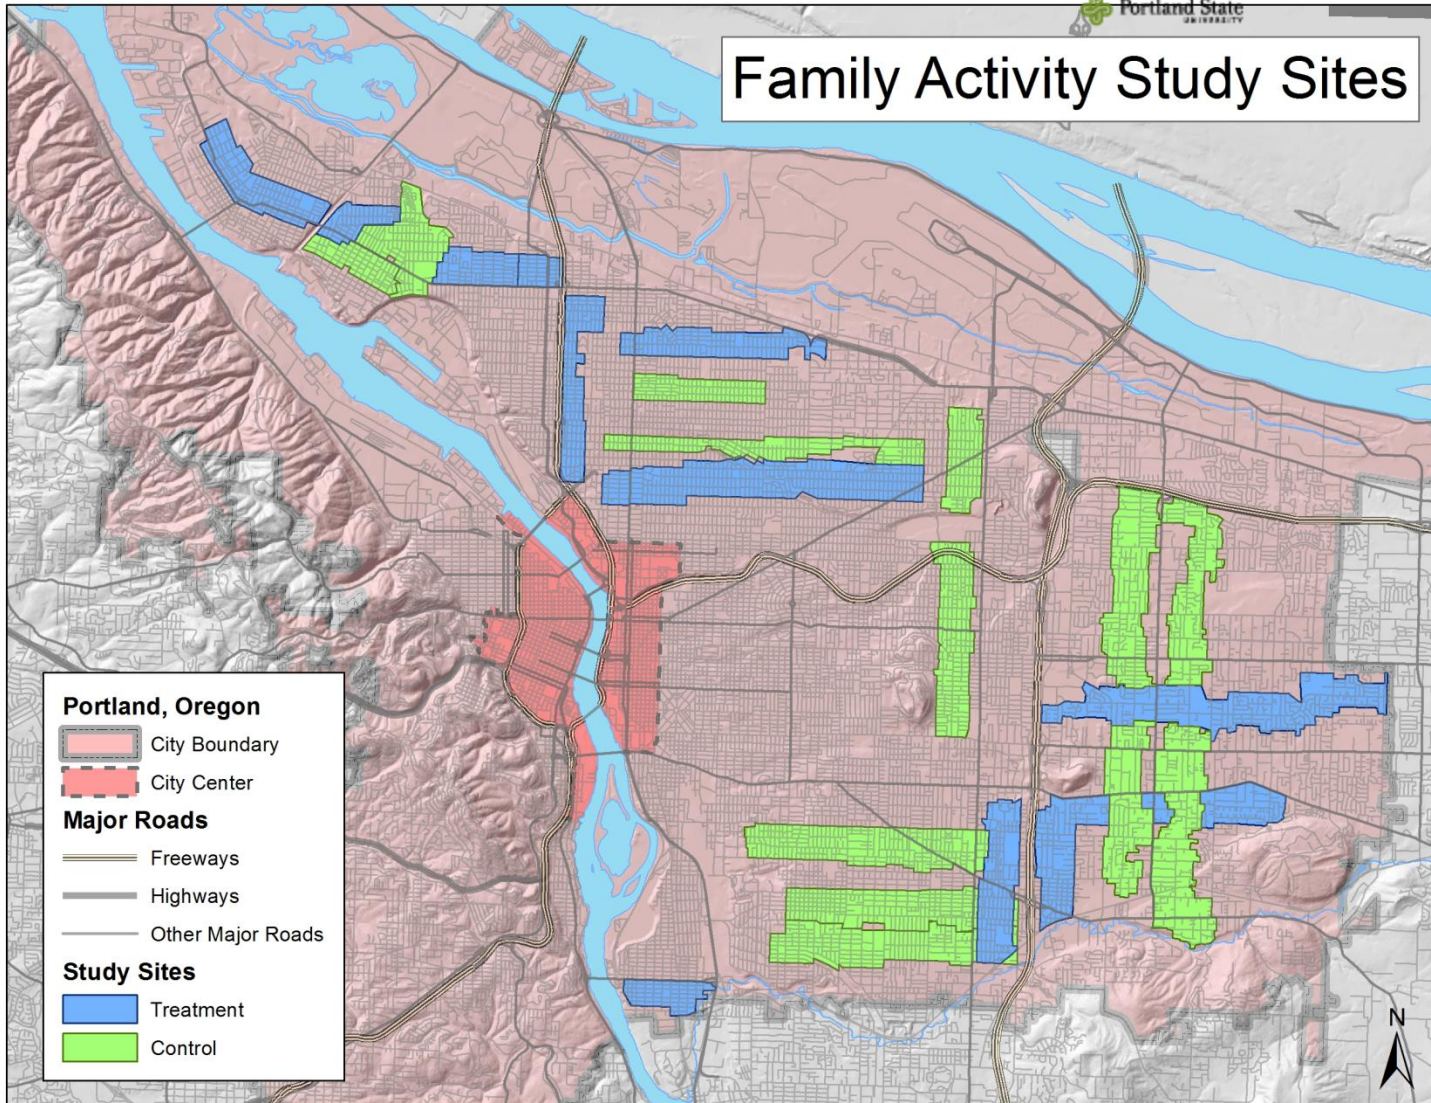 Portland State
UNIVERSITY
Family Activity Study Sites
Portland, Oregon
City Boundary
City Center
Major Roads
Freeways
Highways
Other Major Roads
Study Sites
Treatment
Control
N